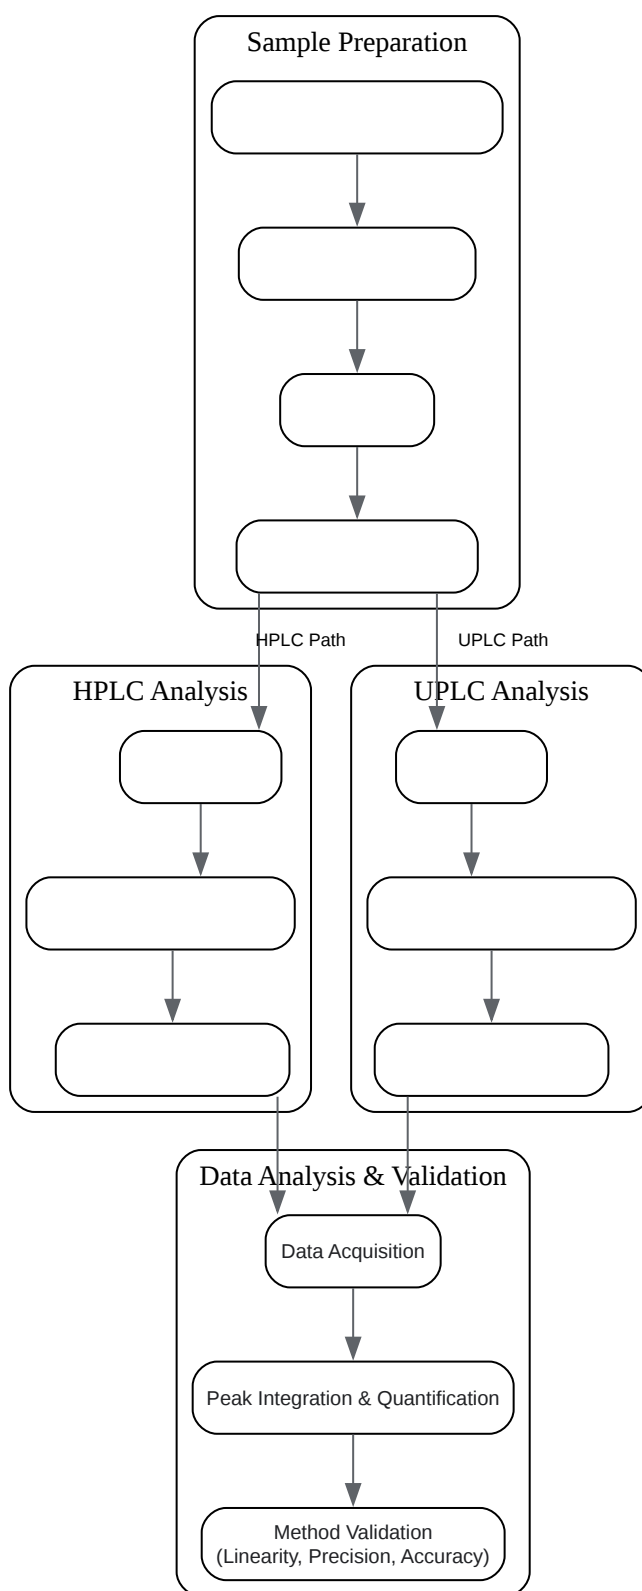 Sample Preparation
HPLC Path
UPLC Path
HPLC Analysis
UPLC Analysis
Data Analysis & Validation
Data Acquisition
Peak Integration & Quantification
Method Validation
(Linearity, Precision, Accuracy)